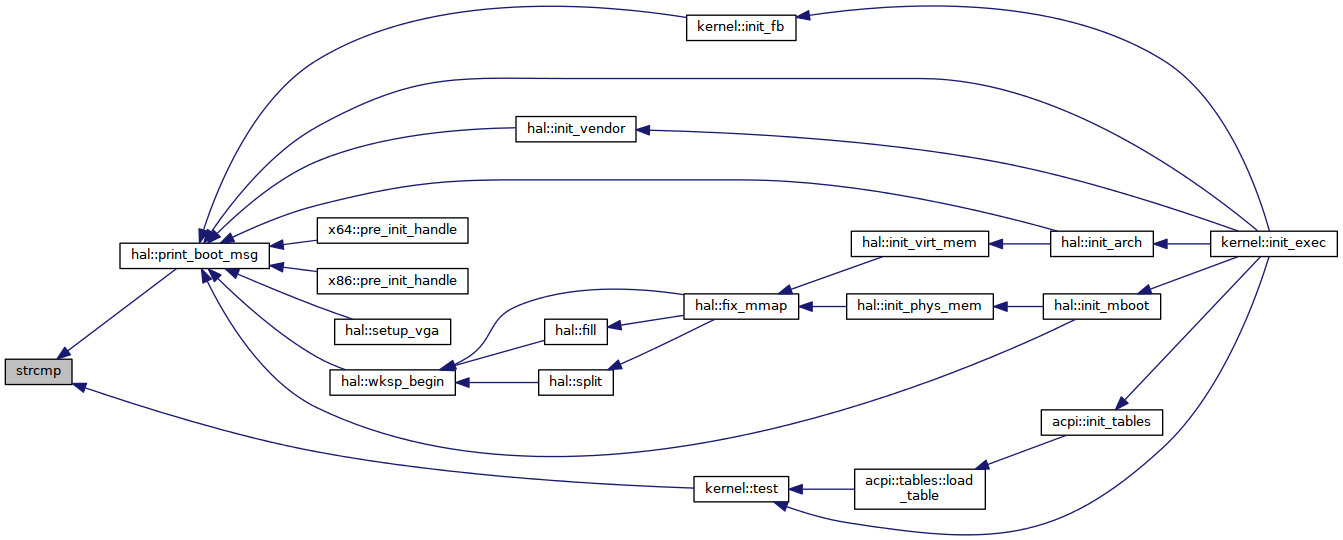 kernel::init_fb
hal::init_vendor
x64::pre_init_handle
hal::init_virt_mem
hal::init_arch
kernel::init_exec
hal::print_boot_msg
x86::pre_init_handle
hal::fix_mmap
hal::init_phys_mem
hal::init_mboot
hal::setup_vga
hal::fill
strcmp
hal::wksp_begin
hal::split
acpi::init_tables
kernel::test
acpi::tables::load
_table